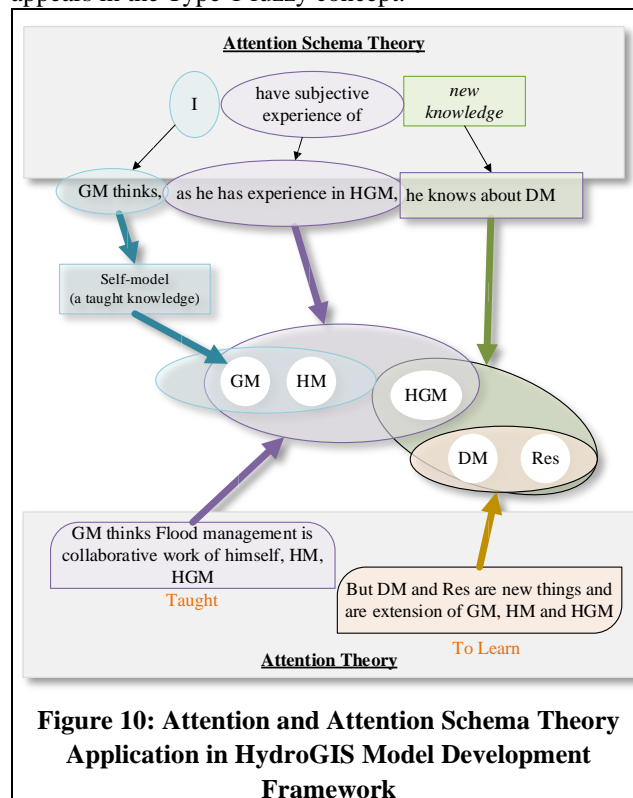 appears in the Type-1 fuzzy concept.
Attention Schema Theory
I
have subjective
experience of
new
knowledge
GM thinks,
as he has experience in HGM,
he knows about DM
Self-model
(a taught knowledge)
GM
HM
HGM
DM
Res
GM thinks Flood management is
collaborative work of himself, HM,
HGM
Taught
But DM and Res are new things and
are extension of GM, HM and HGM
To Learn
Attention Theory
Figure 10: Attention and Attention Schema Theory
Application in HydroGIS Model Development
Framework